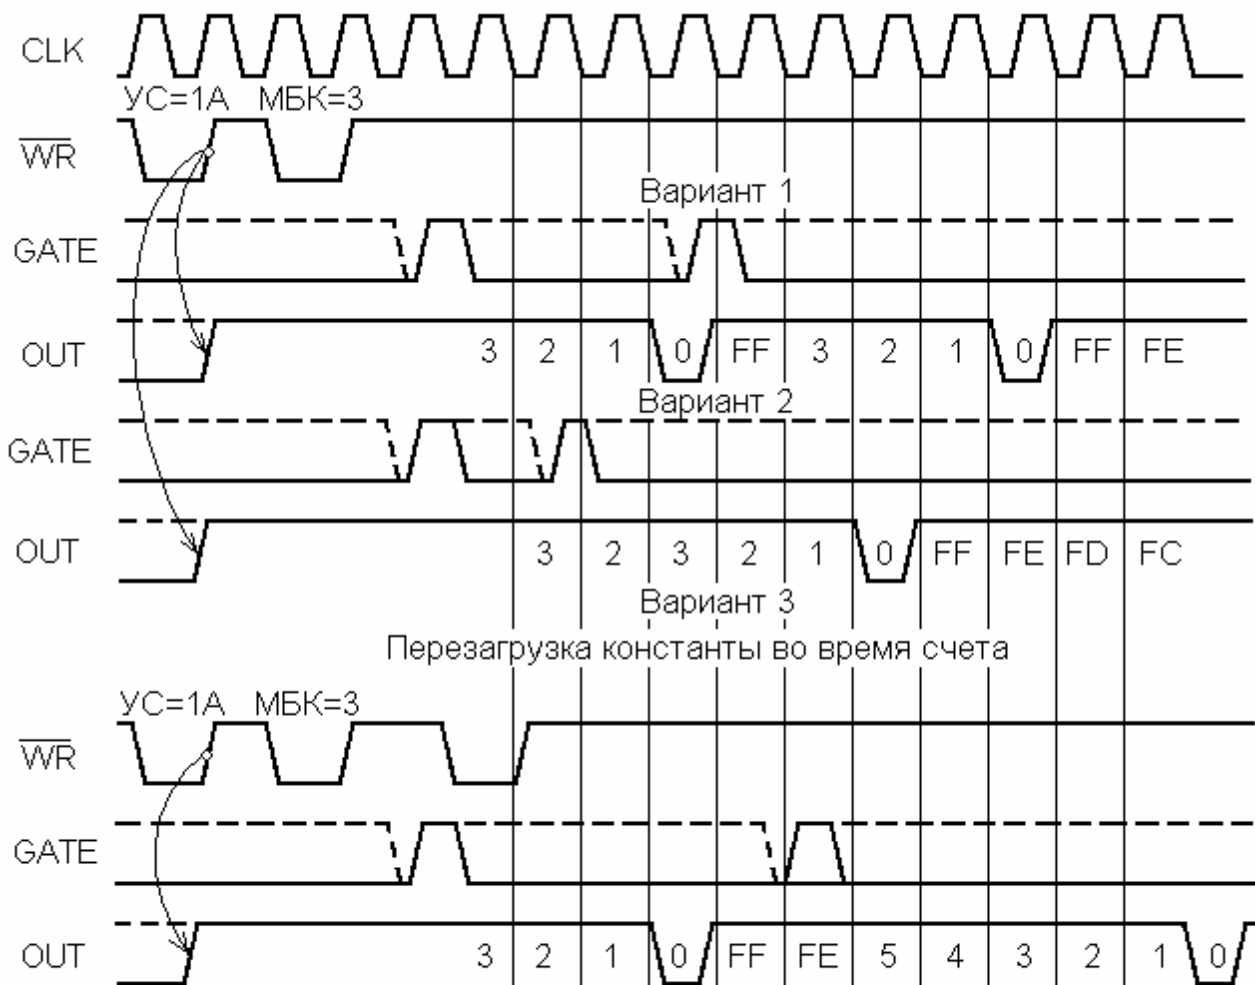 CLK
УС=1А МБК=3
WR
Вариант 1
GATE
OUT 3 2 1 0 FF 3 2 1 0 FF FE
Вариант 2
GATE
OUT 3 2 3 2 1 0 FF FE FD FC
Вариант 3
Перезагрузка константы во время счета
УС=1А МБК=3
WR
GATE
OUT 3 2 1 0 FF FE 5 4 3 2 1 0